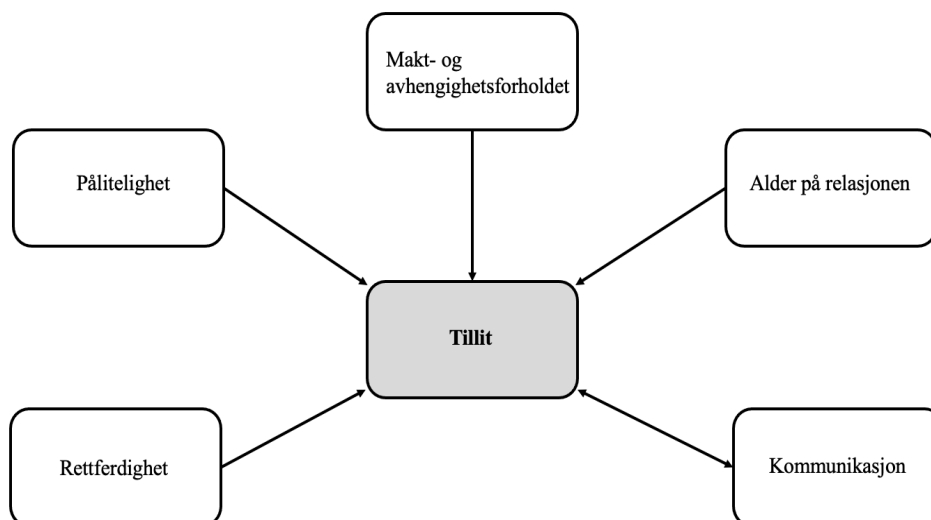 Makt- og
avhengighetsforholdet
Pålitelighet
Alder på relasjonen
Tillit
Rettferdighet
Kommunikasjon